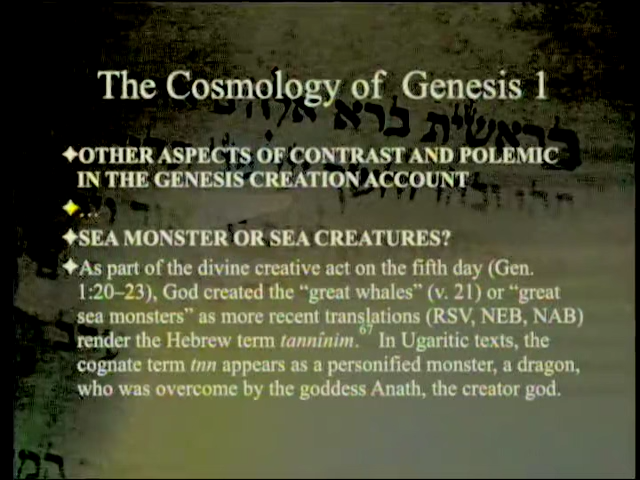 The Cosmology of Genesis 1
בראשית ברא אלהים
✦OTHER ASPECTS OF CONTRAST AND POLEMIC
IN THE GENESIS CREATION ACCOUNT
✦...
✦SEA MONSTER OR SEA CREATURES?
✦As part of the divine creative act on the fifth day (Gen.
1:20–23), God created the “great whales” (v. 21) or “great
sea monsters” as more recent translations (RSV, NEB, NAB)
render the Hebrew term tannînim.67 In Ugaritic texts, the
cognate term tnn appears as a personified monster, a dragon,
who was overcome by the goddess Anath, the creator god.